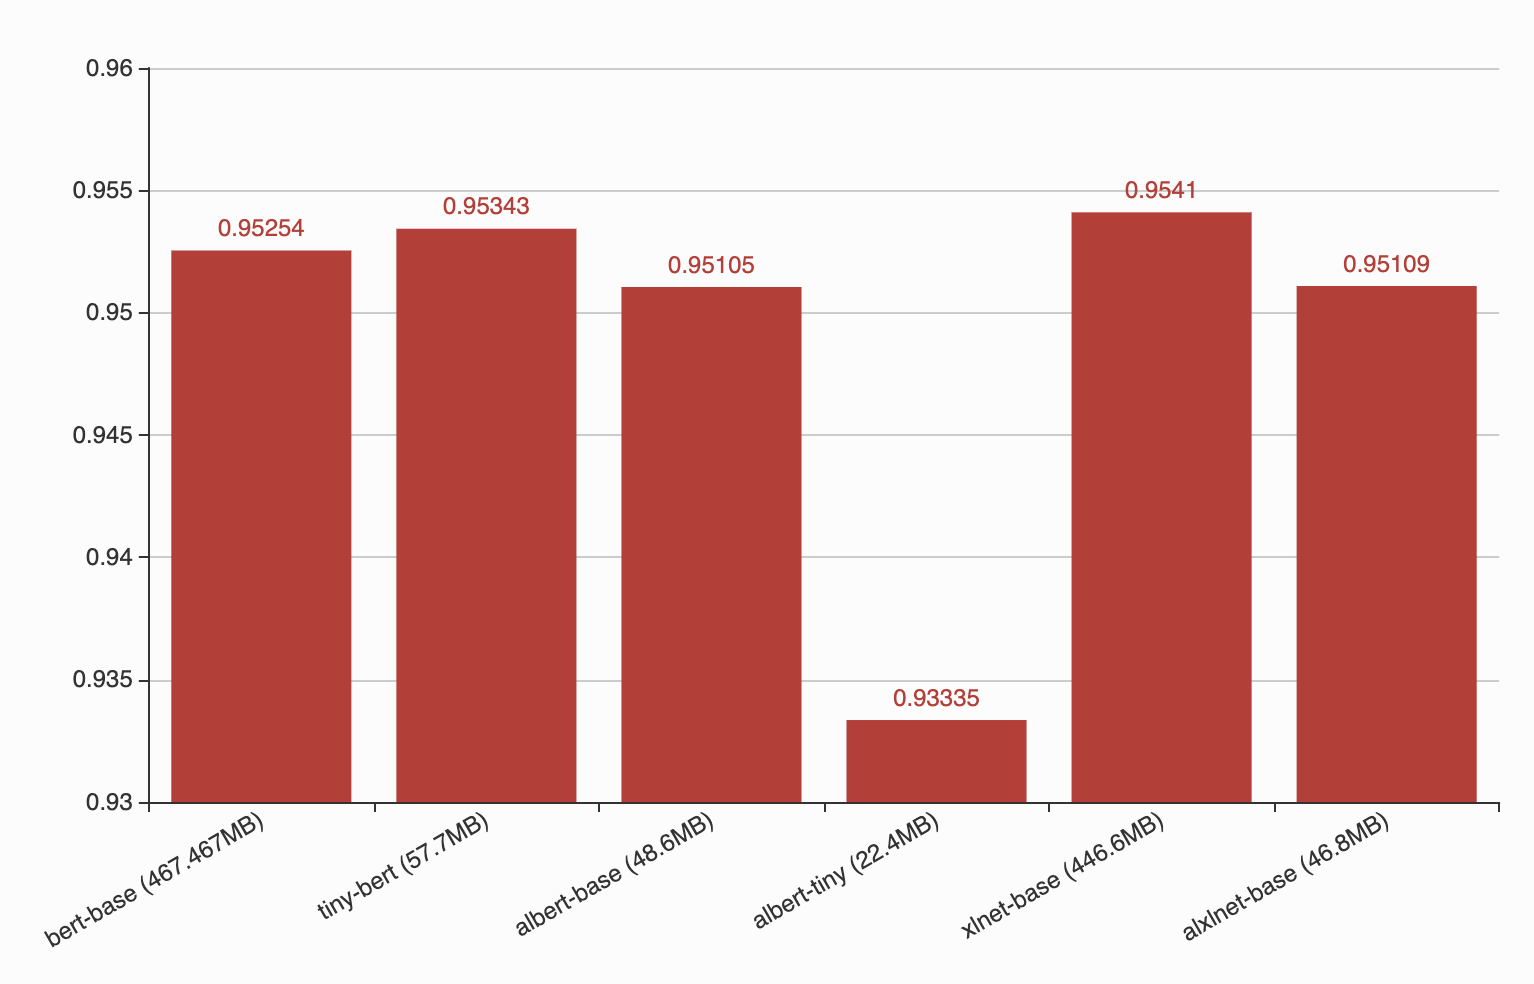 0.96
0.955
0.95
0.945
0.94
0.935
0.93
0.95254
0.95343
0.95105
0.93335
0.9541
0.95109
bert-base (467.467MB)
tiny-bert (57.7MB)
albert-base (48.6MB)
albert-tiny (22.4MB)
xlnet-base (446.6MB)
alxlnet-base (46.8MB)